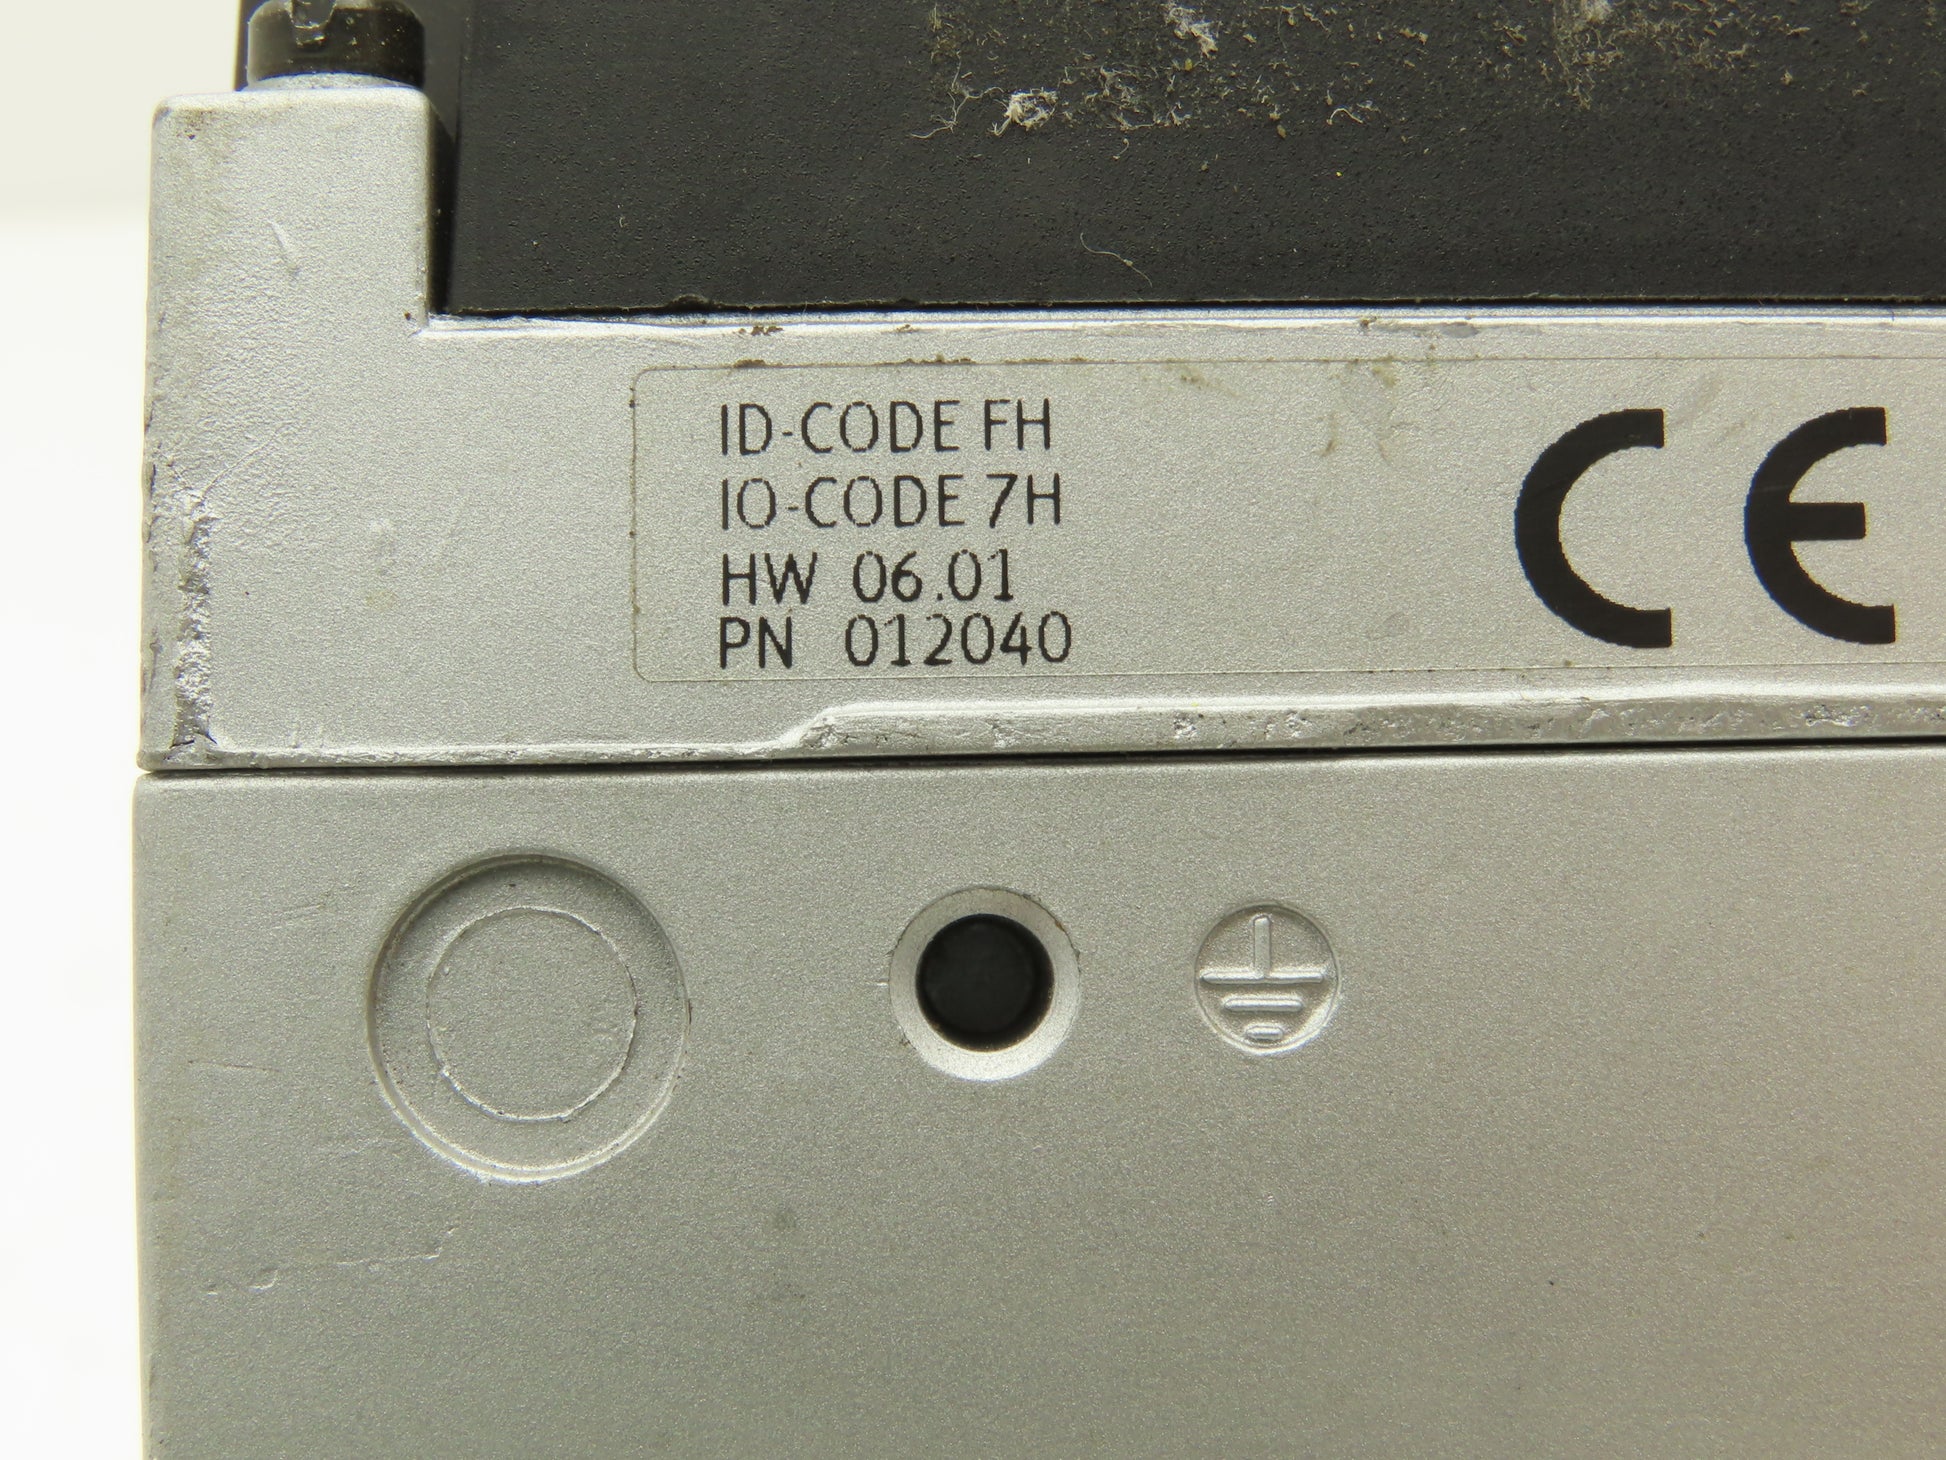 ID-CODE FH
IO-CODE 7H
HW 06.01
PN 012040
CE